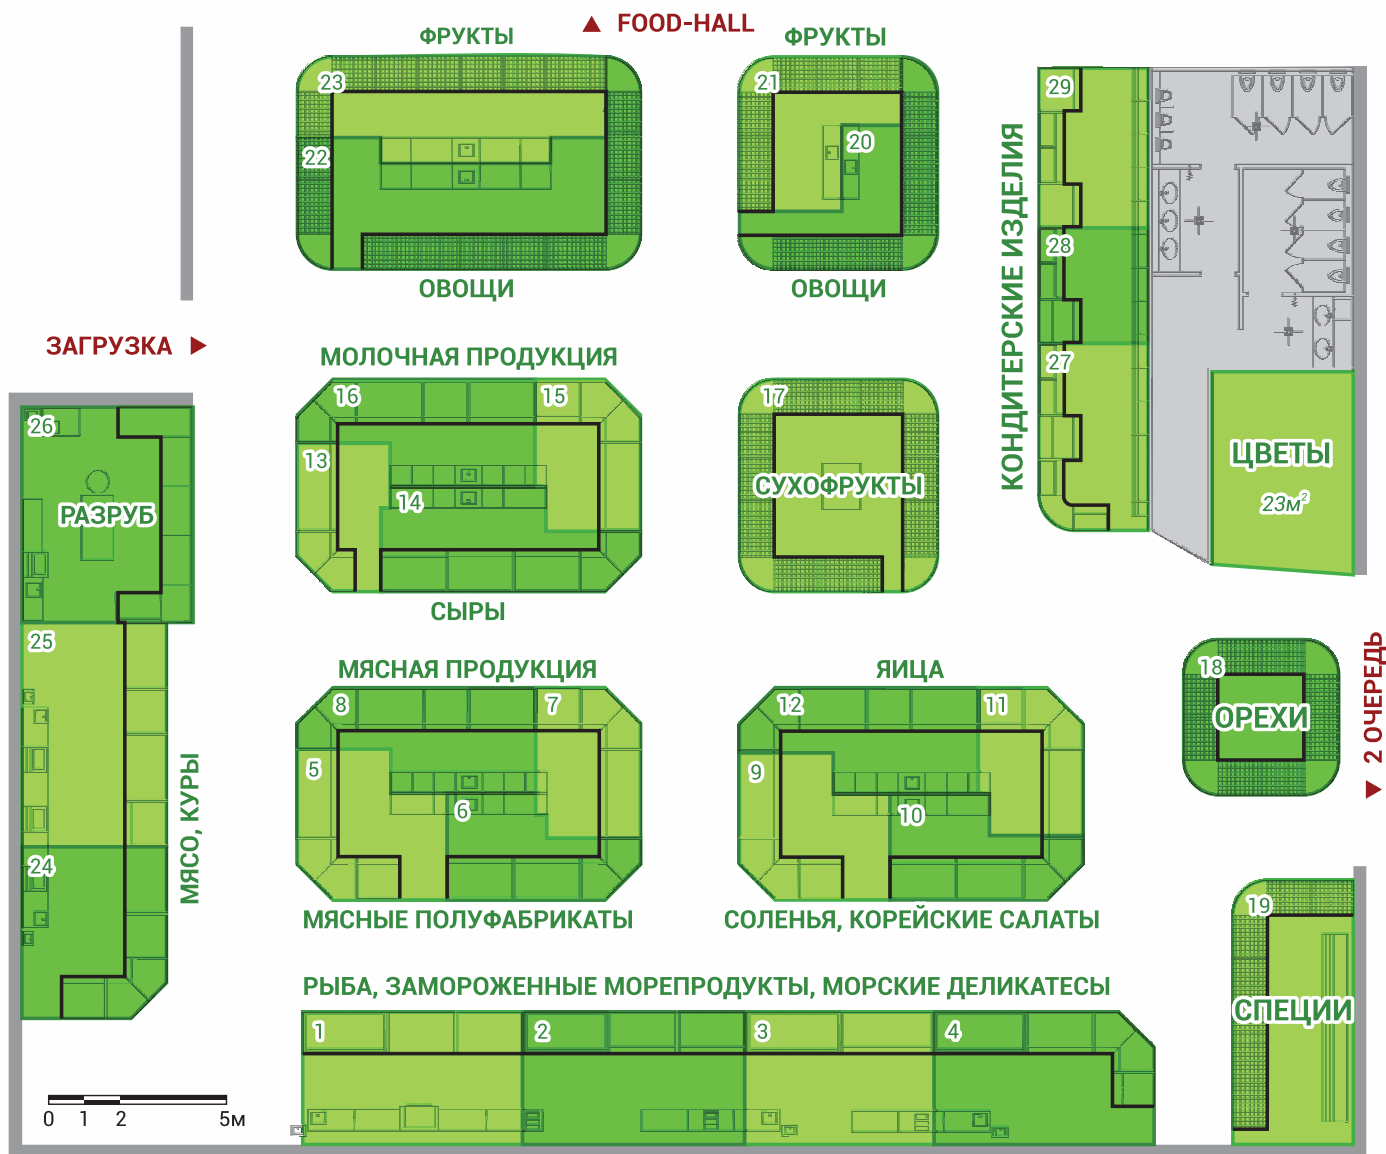 ▲ FOOD-HALL
ФРУКТЫ
ФРУКТЫ
23
21
29
22
20
ОВОЩИ
ОВОЩИ
28
КОНДИТЕРСКИЕ ИЗДЕЛИЯ
ЗАГРУЗКА ►
МОЛОЧНАЯ ПРОДУКЦИЯ
27
16
15
17
26
13
14
СУХОФРУКТЫ
ЦВЕТЫ
23м²
РАЗРУБ
СЫРЫ
25
МЯСНАЯ ПРОДУКЦИЯ
ЯИЦА
18
ОРЕХИ
▼ 2 ОЧЕРЕДЬ
8
7
12
11
5
6
9
10
МЯСО, КУРЫ
24
МЯСНЫЕ ПОЛУФАБРИКАТЫ
СОЛЕНЬЯ, КОРЕЙСКИЕ САЛАТЫ
19
СПЕЦИИ
РЫБА, ЗАМОРОЖЕННЫЕ МОРЕПРОДУКТЫ, МОРСКИЕ ДЕЛИКАТЕСЫ
1
2
3
4
0 1 2 5м